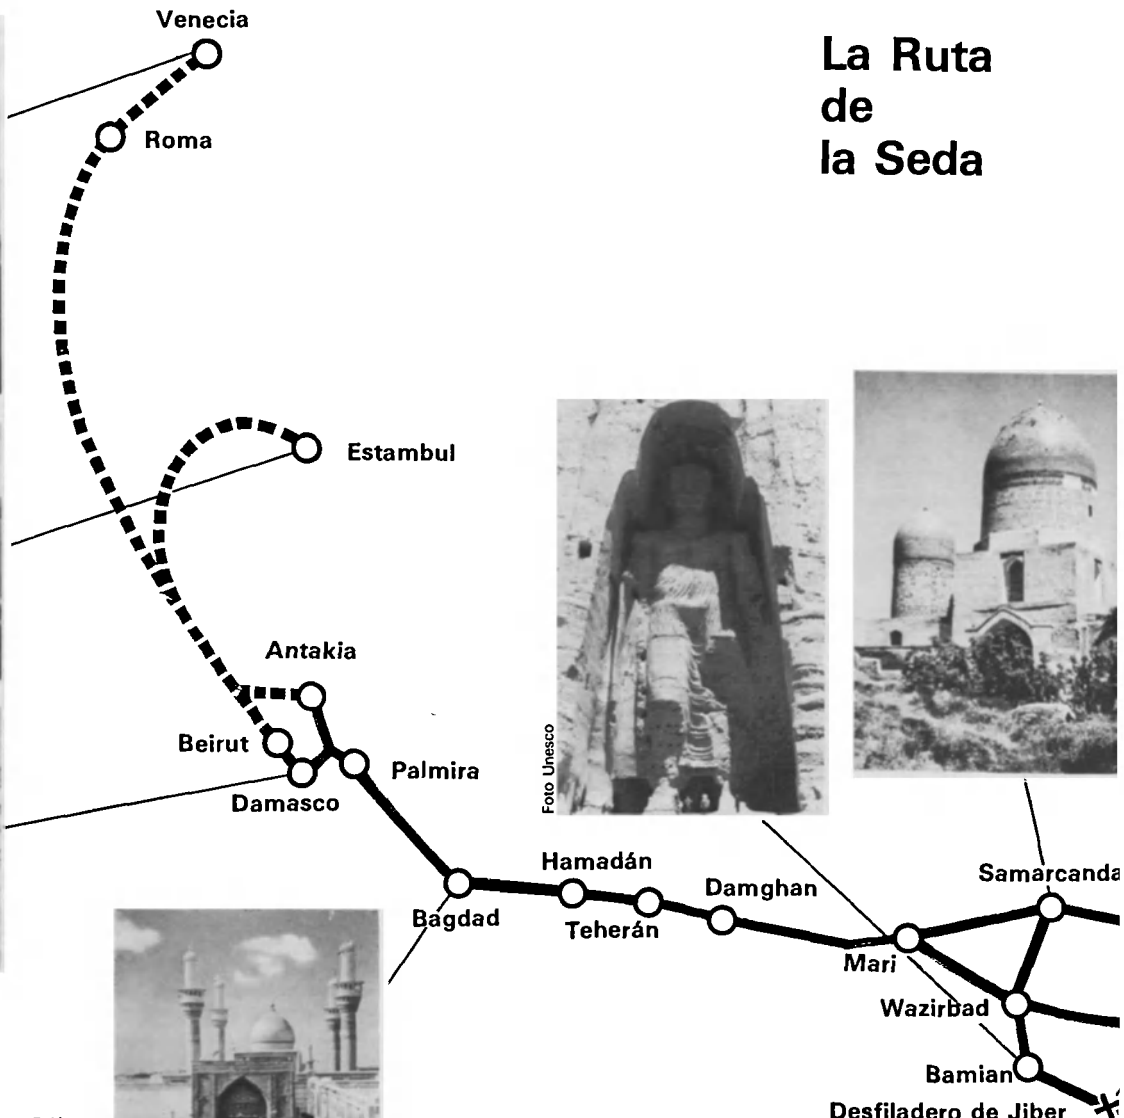 Venecia
La Ruta
de
la Seda
Roma
Estambul
Antakia
Beirut
Palmira
Damasco
Foto Unesco
Hamadán
Damghan
Samarcanda
Bagdad
Teherán
Mari
Wazirbad
Bamian
Desfiladero de Jiber